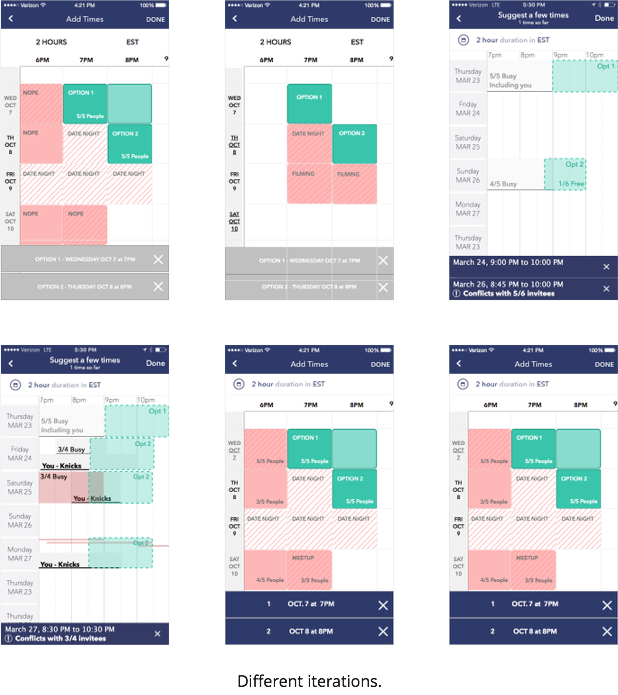 Verizon 4:21 PM 100%
Add Times DONE
2 HOURS EST
6PM 7PM 8PM 9
WED OCT 7
NOPE OPTION 1
5/5 People
TH OCT 8
NOPE DATE NIGHT OPTION 2
5/5 People
FRI OCT 9
DATE NIGHT DATE NIGHT DATE NIGHT
SAT OCT 10
NOPE NOPE
OPTION 1 - WEDNESDAY OCT 7 at 7PM
OPTION 2 - THURSDAY OCT 8 at 8PM
Verizon 4:21 PM 100%
Add Times DONE
2 HOURS EST
6PM 7PM 8PM 9
WED OCT 7
OPTION 1
TH OCT 8
DATE NIGHT OPTION 2
FRI OCT 9
FILMING FILMING
SAT OCT 10
OPTION 1 - WEDNESDAY OCT 7 at 7PM
OPTION 2 - THURSDAY OCT 8 at 8PM
Verizon LTE 5:30 PM
Suggest a few times
1 time so far
Done
2 hour duration in EST
7pm 8pm 9pm 10pm
Thursday MAR 23
5/5 Busy
Including you
Opt 1
Friday MAR 24
Saturday MAR 25
Sunday MAR 26
Opt 2
4/5 Busy 1/6 Free
Monday MAR 27
Thursday MAR 23
March 24, 9:00 PM to 10:00 PM
March 26, 8:45 PM to 10:00 PM
Conflicts with 5/6 invitees
Verizon LTE 5:30 PM
Suggest a few times
1 time so far
Done
2 hour duration in EST
7pm 8pm 9pm 10pm
Thursday MAR 23
5/5 Busy
Including you
Opt 1
Friday MAR 24
3/4 Busy
Opt 2
You - Knicks
Saturday MAR 25
3/4 Busy
Opt 2
You - Knicks
Sunday MAR 26
Monday MAR 27
Opt 2
You - Knicks
Thursday MAR 23
Thursday
March 27, 8:30 PM to 10:30 PM
Conflicts with 3/4 invitees
Verizon 4:21 PM 100%
Add Times DONE
2 hour duration in EST
6PM 7PM 8PM 9
WED OCT 7
OPTION 1
5/5 People 5/5 People
TH OCT 8
DATE NIGHT OPTION 2
3/5 People 5/5 People
FRI OCT 9
DATE NIGHT DATE NIGHT DATE NIGHT
SAT OCT 10
MEETUP
4/5 People 5/5 People
1 OCT. 7 at 7PM
2 OCT 8 at 8PM
Verizon 4:21 PM 100%
Add Times DONE
2 hour duration in EST
6PM 7PM 8PM 9
WED OCT 7
OPTION 1
5/5 People 5/5 People
TH OCT 8
DATE NIGHT OPTION 2
3/5 People 5/5 People
FRI OCT 9
DATE NIGHT DATE NIGHT DATE NIGHT
SAT OCT 10
MEETUP
4/5 People 5/5 People
1 OCT. 7 at 7PM
2 OCT 8 at 8PM
Different iterations.